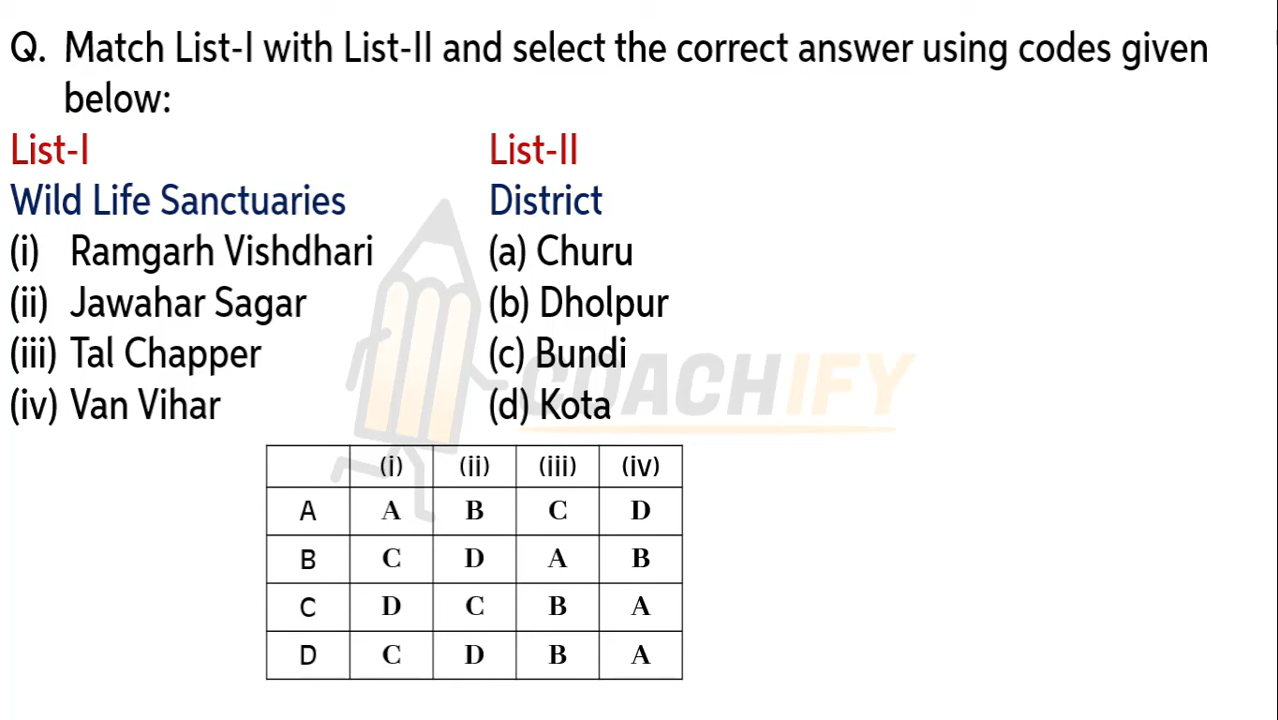 Q. Match List-I with List-II and select the correct answer using codes given
below:
List-I List-II
Wild Life Sanctuaries District
(i) Ramgarh Vishdhari (a) Churu
(ii) Jawahar Sagar (b) Dholpur
(iii) Tal Chapper (c) Bundi
(iv) Van Vihar (d) Kota
COACHIFY
(i) (ii) (iii) (iv)
A A B C D
B C D A B
C D C B A
D C D B A